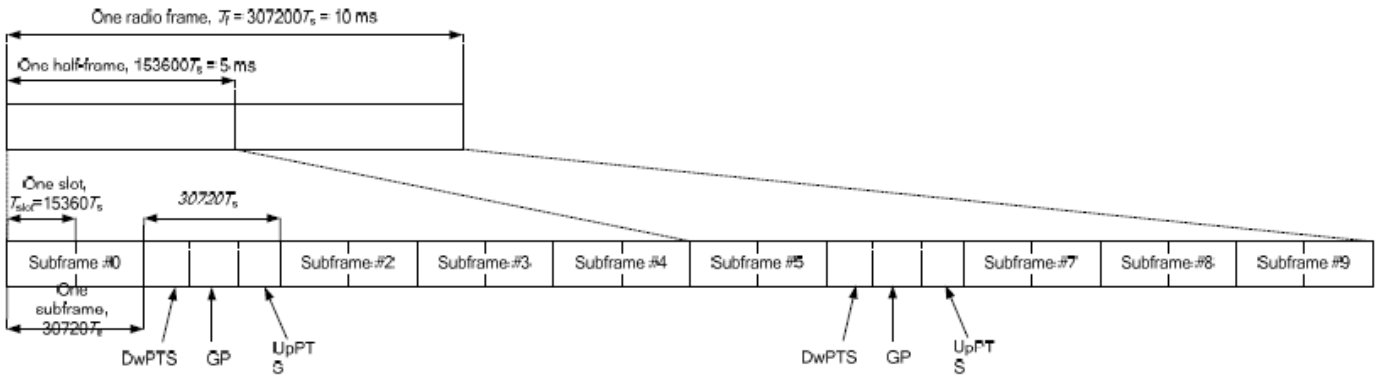 One radio frame, Tf = 307200Ts = 10 ms
One half-frame, 153600Ts = 5 ms
One slot,
Tslot=15360Ts
30720Ts
Subframe #0
Subframe #2
Subframe #3
Subframe #4
Subframe #5
Subframe #7
Subframe #8
Subframe #9
One
subframe,
30720Ts
DwPTS
GP
UpPT
S
DwPTS
GP
UpPT
S